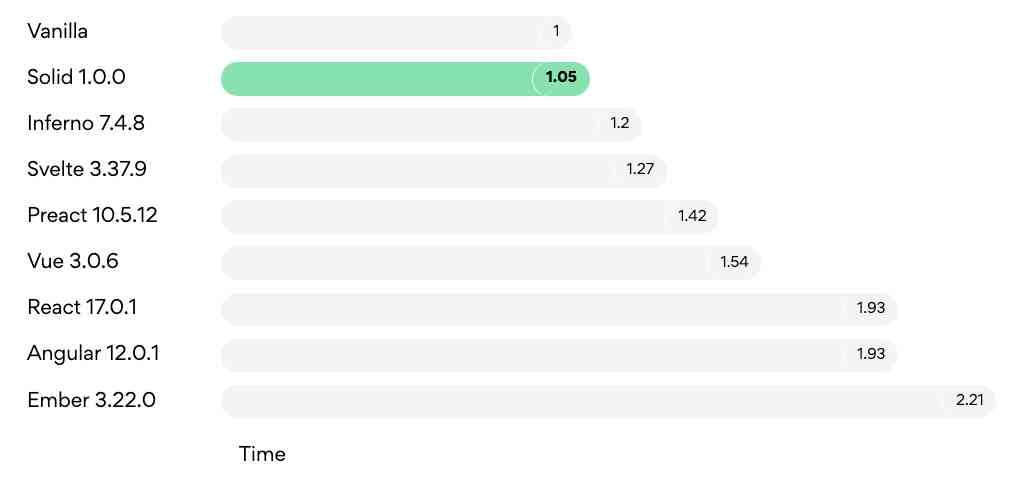 Vanilla 1
Solid 1.0.0 1.05
Inferno 7.4.8 1.2
Svelte 3.37.9 1.27
Preact 10.5.12 1.42
Vue 3.0.6 1.54
React 17.0.1 1.93
Angular 12.0.1 1.93
Ember 3.22.0 2.21
Time